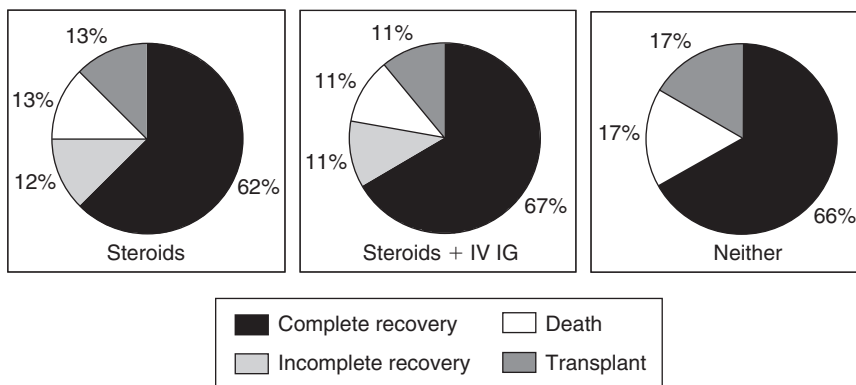 13%
13%
12%
62%
Steroids
11%
11%
11%
67%
Steroids + IV IG
17%
17%
66%
Neither
Complete recovery
Death
Incomplete recovery
Transplant